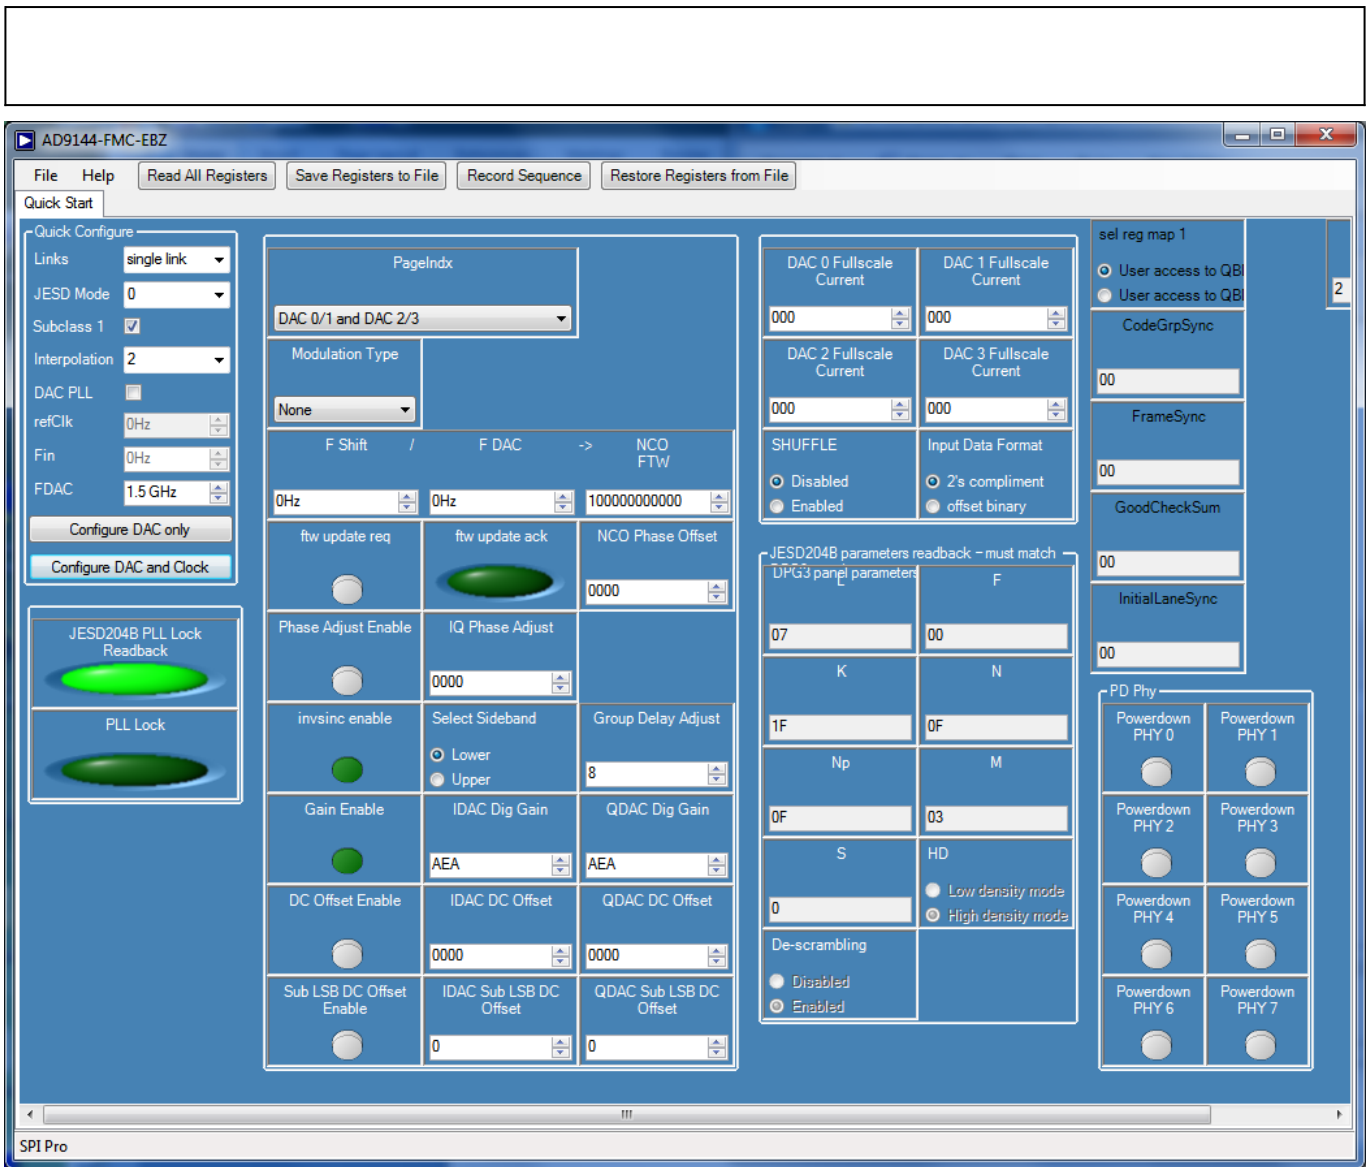 AD9144-FMC-EBZ
File Help Read All Registers Save Registers to File Record Sequence Restore Registers from File
Quick Start
Quick Configure
Links single link
JESD Mode 0
Subclass 1
Interpolation 2
DAC PLL
refClk 0Hz
Fin 0Hz
FDAC 1.5 GHz
Configure DAC only
Configure DAC and Clock
JESD204B PLL Lock
Readback
PLL Lock
PageIndx
DAC 0/1 and DAC 2/3
Modulation Type
None
F Shift / F DAC -> NCO
FTW
0Hz 0Hz 100000000000
ftw update req ftw update ack NCO Phase Offset
0000
Phase Adjust Enable IQ Phase Adjust
0000
invsinc enable Select Sideband Group Delay Adjust
Lower
Upper
8
Gain Enable IDAC Dig Gain QDAC Dig Gain
AEA AEA
DC Offset Enable IDAC DC Offset QDAC DC Offset
0000 0000
Sub LSB DC Offset
Enable
IDAC Sub LSB DC
Offset
QDAC Sub LSB DC
Offset
0 0
DAC 0 Fullscale
Current
000
DAC 1 Fullscale
Current
000
DAC 2 Fullscale
Current
000
DAC 3 Fullscale
Current
000
SHUFFLE
Disabled
Enabled
Input Data Format
2's compliment
offset binary
JESD204B parameters readback – must match
DPG3 panel parameters
L F
07 00
K N
1F 0F
Np M
0F 03
S
0
HD
Low density mode
High density mode
De-scrambling
Disabled
Enabled
sel reg map 1
User access to QBI
User access to QBI
2
CodeGrpSync
00
FrameSync
00
GoodCheckSum
00
InitialLaneSync
00
PD Phy
Powerdown
PHY 0
Powerdown
PHY 1
Powerdown
PHY 2
Powerdown
PHY 3
Powerdown
PHY 4
Powerdown
PHY 5
Powerdown
PHY 6
Powerdown
PHY 7
SPI Pro